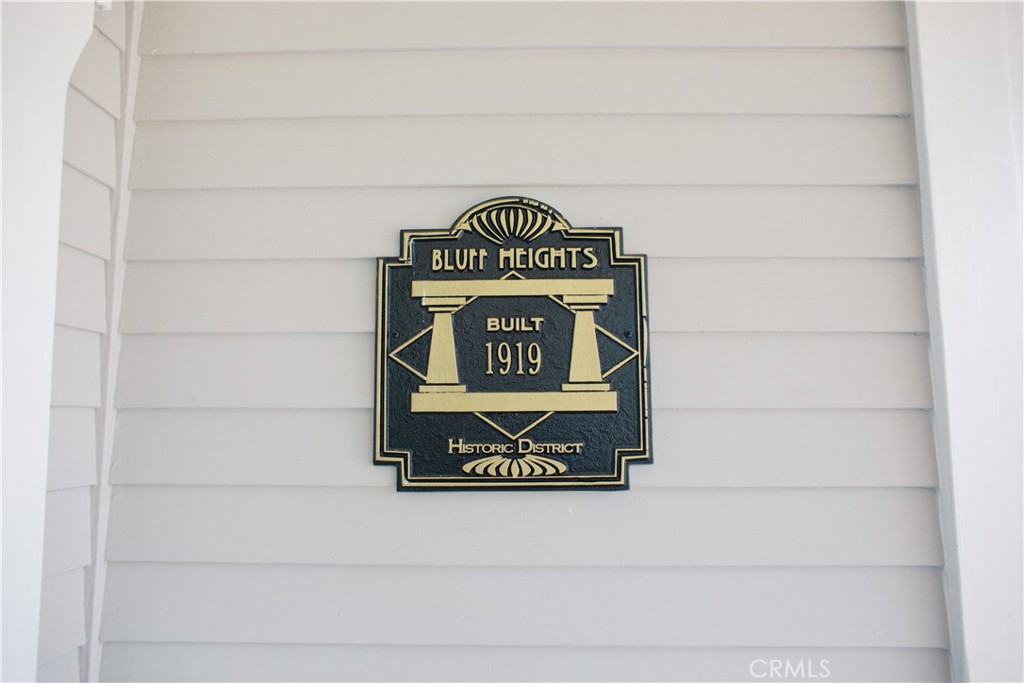 BLUFF HEIGHTS
BUILT
1919
HISTORIC DISTRICT
CRMLS